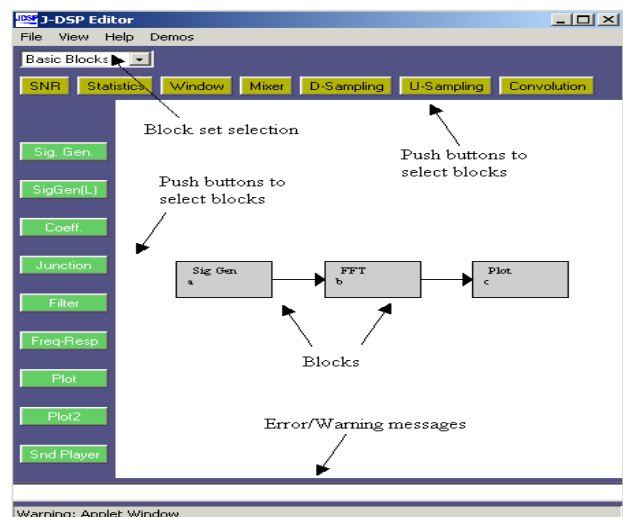 JDSP J-DSP Editor
File View Help Demos
Basic Blocks
SNR Statistics Window Mixer D-Sampling U-Sampling Convolution
Block set selection
Push buttons to
select blocks
Sig. Gen.
SigGen(L)
Coeff.
Junction
Filter
Freq-Resp
Plot
Plot2
Snd Player
Push buttons to
select blocks
Sig Gen
a
FFT
b
Plot
c
Blocks
Error/Warning messages
Warning: Applet Window